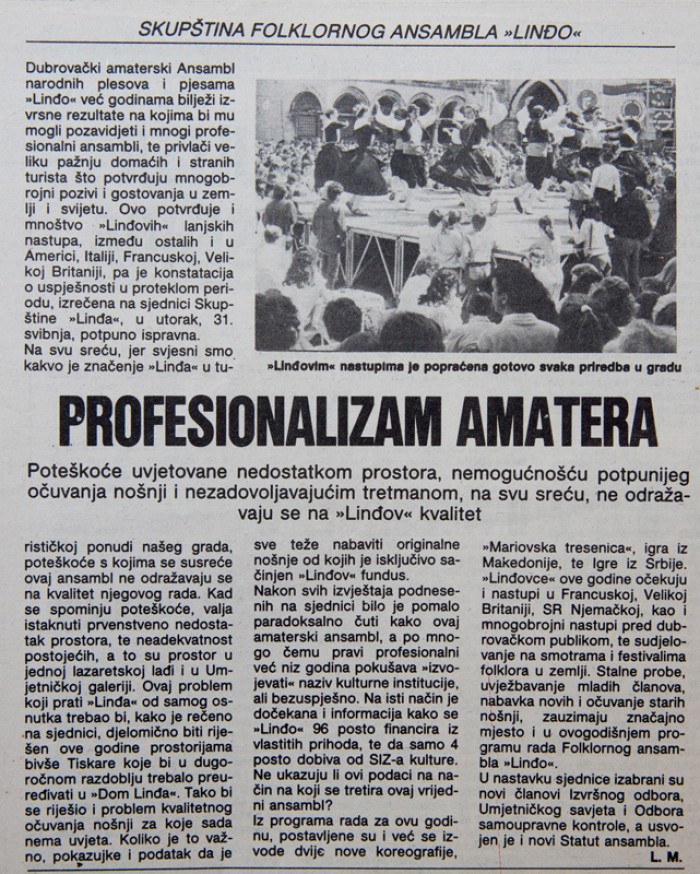 SKUPŠTINA FOLKLORNOG ANSAMBLA »LINĐO«
Dubrovački amaterski Ansambl
narodnih plesova i pjesama
»Linđo« već godinama bilježi iz-
vrsne rezultate na kojima bi mu
mogli pozavidjeti i mnogi profe-
sionalni ansambli, te privlači ve-
liku pažnju domaćih i stranih
turista što potvrđuju mnogob-
rojni pozivi i gostovanja u zem-
lji i svijetu. Ovo potvrđuje i
mnoštvo »Linđovih« lanjskih
nastupa, između ostalih i u
Americi, Italiji, Francuskoj, Veli-
koj Britaniji, pa je konstatacija
o uspješnosti u proteklom peri-
odu, izrečena na sjednici Skup-
štine »Linđa«, u utorak, 31.
svibnja, potpuno ispravna.
Na svu sreću, jer svjesni smo
kakvo je značenje »Linđa« u tu-
»Linđovim« nastupima je popraćena gotovo svaka priredba u gradu
PROFESIONALIZAM AMATERA
Poteškoće uvjetovane nedostatkom prostora, nemogućnošću potpunijeg
očuvanja nošnji i nezadovoljavajućim tretmanom, na svu sreću, ne odraža-
vaju se na »Linđov« kvalitet
rističkoj ponudi našeg grada,
poteškoće s kojima se susreće
ovaj ansambl ne odražavaju se
na kvalitet njegovog rada. Kad
se spominju poteškoće, valja
istaknuti prvenstveno nedosta-
tak prostora, te neadekvatnost
postojećih, a to su prostor u
jednoj lazaretskoj lađi i u Um-
jetničkoj galeriji. Ovaj problem
koji prati »Linđa« od samog os-
nutka trebao bi, kako je rečeno
na sjednici, djelomično biti rije-
šen ove godine prostorijama
bivše Tiskare koje bi u dugo-
ročnom razdoblju trebalo preu-
ređivati u »Dom Linđa«. Tako bi
se riješio i problem kvalitetnog
očuvanja nošnji za koje sada
nema uvjeta. Koliko je to važ-
no, pokazujke i podatak da je
sve teže nabaviti originalne
nošnje od kojih je isključivo sa-
činjen »Linđov« fundus.
Nakon svih izvještaja podnese-
nih na sjednici bilo je pomalo
paradoksalno čuti kako ovaj
amaterski ansambl, a po mno-
go čemu pravi profesionalni
već niz godina pokušava »izvo-
jevati« naziv kulturne institucije,
ali bezuspješno. Na isti način je
dočekana i informacija kako se
»Linđo« 96 posto financira iz
vlastitih prihoda, te da samo 4
posto dobiva od SIZ-a kulture.
Ne ukazuju li ovi podaci na na-
čin na koji se tretira ovaj vrijed-
ni ansambl?
Iz programa rada za ovu godi-
nu, postavljene su i već se iz-
vode dvije nove koreografije,
»Mariovska tresenica«, igra iz
Makedonije, te Igre iz Srbije.
»Linđovce« ove godine očekuju
i nastupi u Francuskoj, Velikoj
Britaniji, SR Njemačkoj, kao i
mnogobrojni nastupi pred dub-
rovačkom publikom, te sudjelo-
vanje na smotrama i festivalima
folklora u zemlji. Stalne probe,
uvježbavanje mladih članova,
nabavka novih i očuvanje starih
nošnji, zauzimaju značajno
mjesto i u ovogodišnjem pro-
gramu rada Folklornog ansam-
bla »Linđo«.
U nastavku sjednice izabrani su
novi članovi Izvršnog odbora,
Umjetničkog savjeta i Odbora
samoupravne kontrole, a usvo-
jen je i novi Statut ansambla.
L. M.